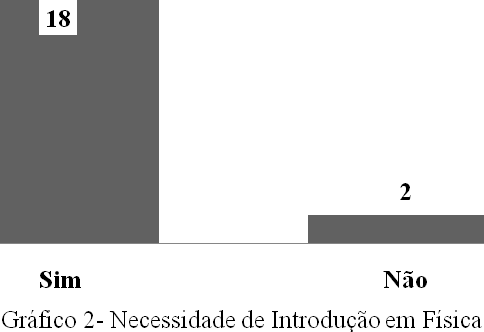 18
2
Sim Não
Gráfico 2- Necessidade de Introdução em Física